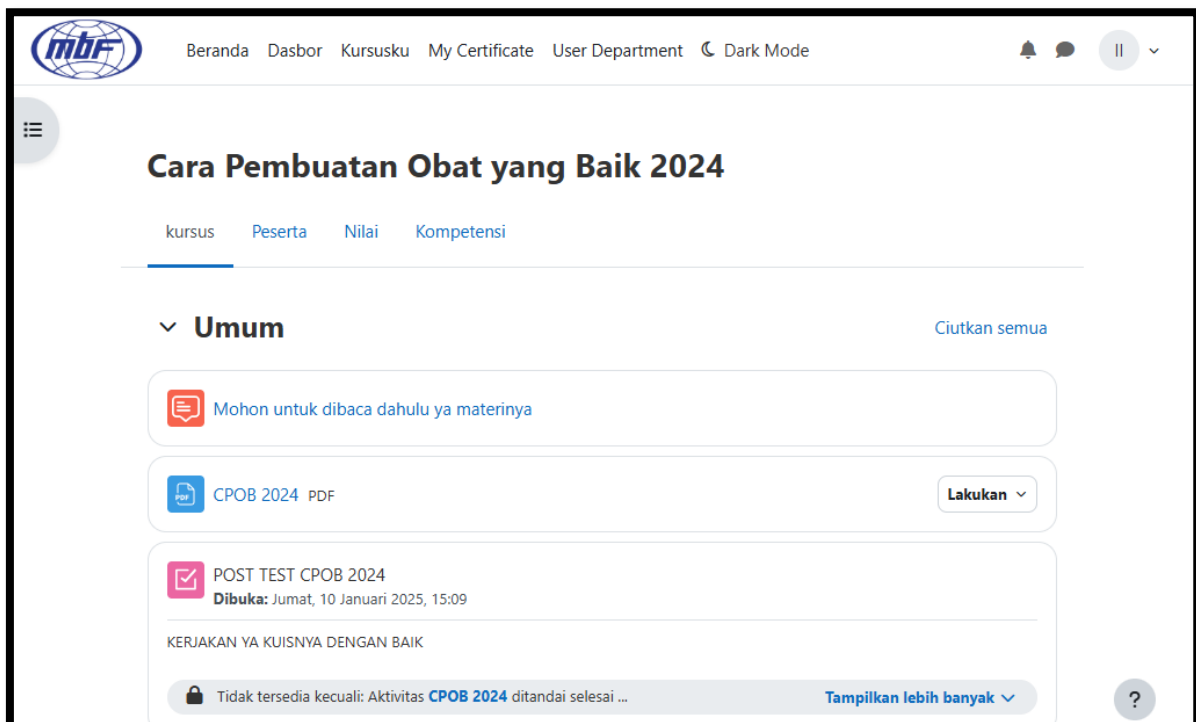 mbF
Beranda Dasbor Kursusku My Certificate User Department Dark Mode
II
Cara Pembuatan Obat yang Baik 2024
kursus Peserta Nilai Kompetensi
Umum
Ciutkan semua
Mohon untuk dibaca dahulu ya materinya
PDF
CPOB 2024 PDF
Lakukan
POST TEST CPOB 2024
Dibuka: Jumat, 10 Januari 2025, 15:09
KERJAKAN YA KUISNYA DENGAN BAIK
Tidak tersedia kecuali: Aktivitas CPOB 2024 ditandai selesai ...
Tampilkan lebih banyak
?